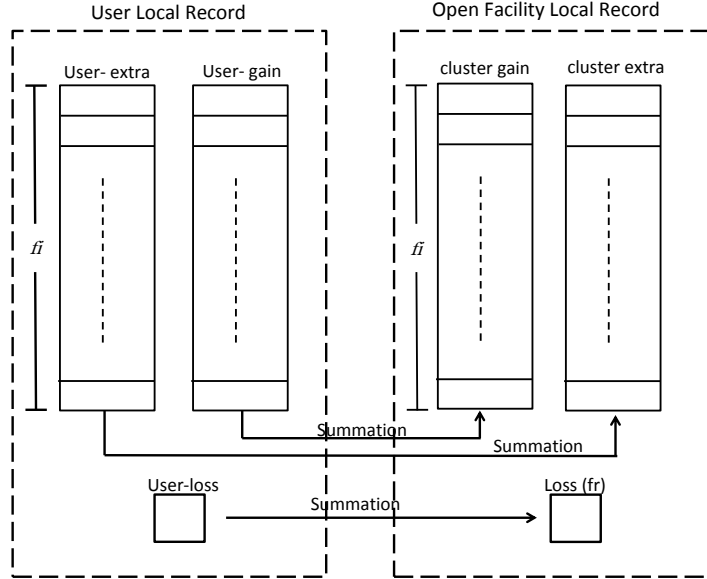 User Local Record
Open Facility Local Record
User- extra
User- gain
cluster gain
cluster extra
fi
fi
Summation
Summation
User-loss
Summation
Loss (fr)